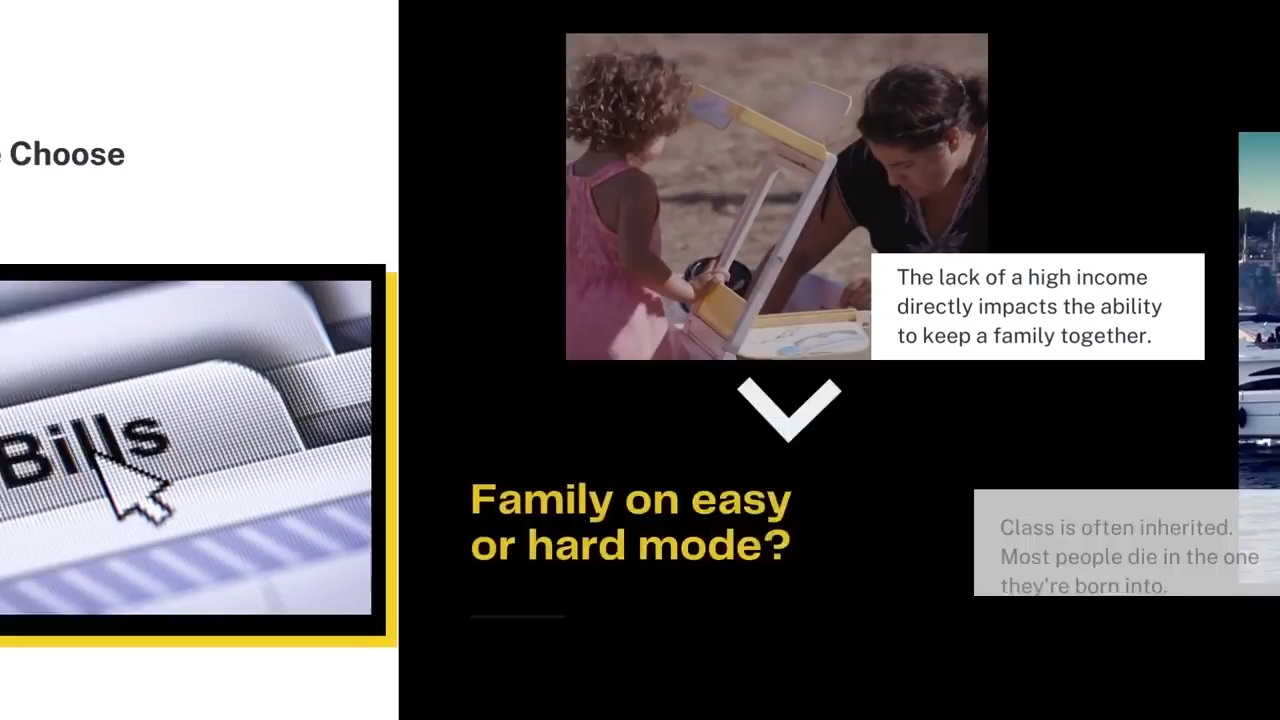 Choose
Bills
The lack of a high income
directly impacts the ability
to keep a family together.
Family on easy
or hard mode?
Class is often inherited.
Most people die in the one
they're born into.